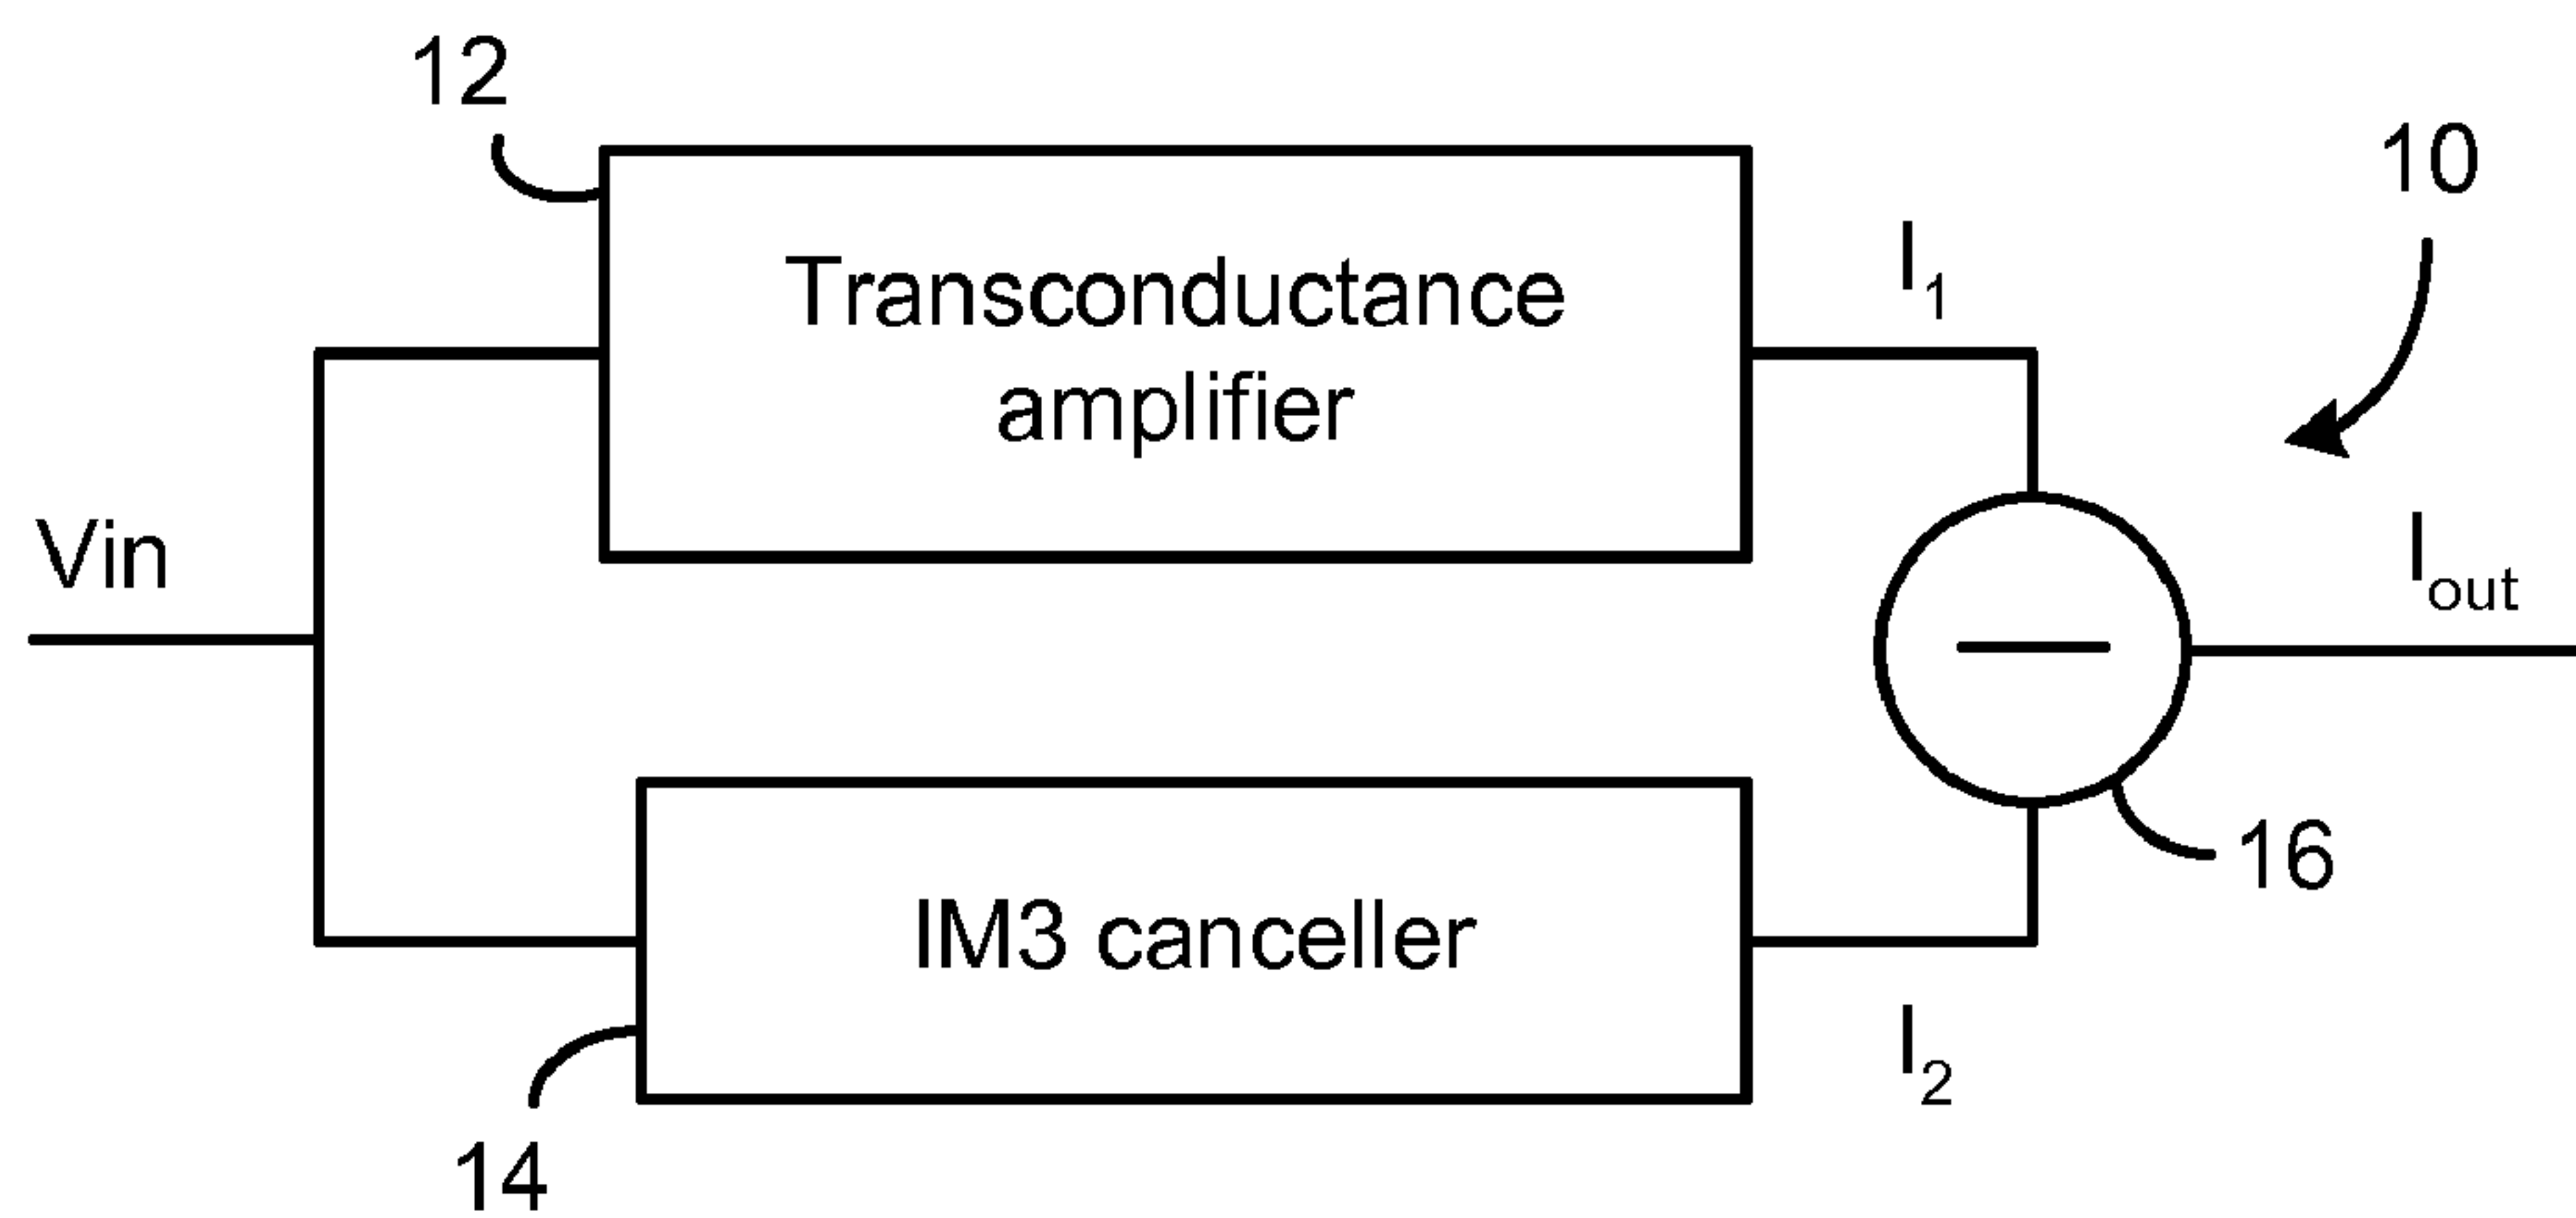 12
10
Transconductance
amplifier
I1
Vin
Iout
16
IM3 canceller
I2
14